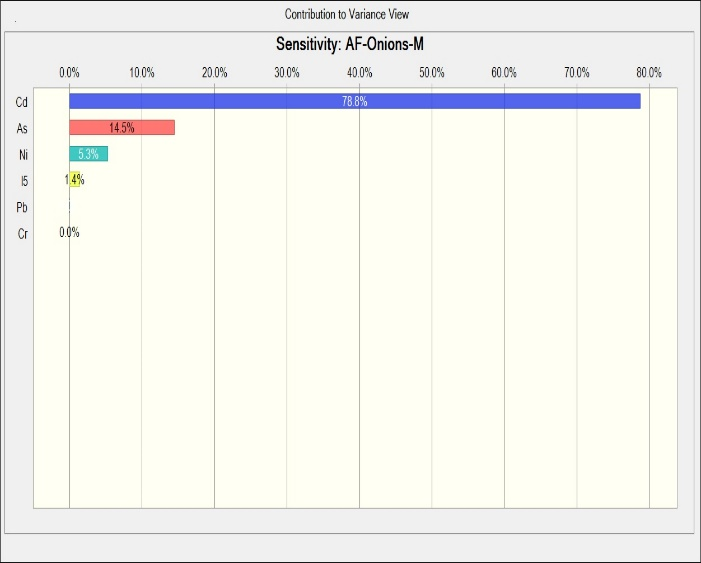 Contribution to Variance View
Sensitivity: AF-Onions-M
0.0% 10.0% 20.0% 30.0% 40.0% 50.0% 60.0% 70.0% 80.0%
Cd 78.8%
As 14.5%
Ni 5.3%
I5 1.4%
Pb
Cr 0.0%